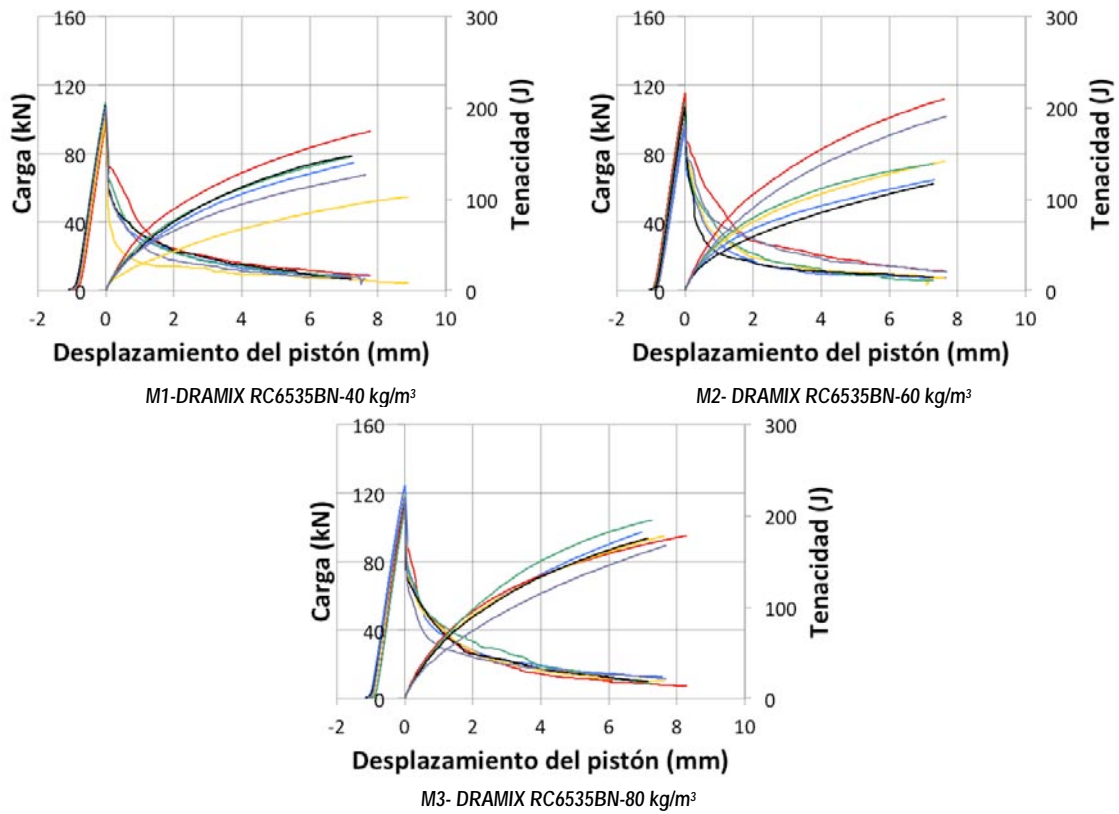 160
120
80
40
0
Carga (kN)
300
200
100
0
Tenacidad (J)
-2 0 2 4 6 8 10
Desplazamiento del pistón (mm)
M1-DRAMIX RC6535BN-40 kg/m³
160
120
80
40
0
Carga (kN)
300
200
100
0
Tenacidad (J)
-2 0 2 4 6 8 10
Desplazamiento del pistón (mm)
M2- DRAMIX RC6535BN-60 kg/m³
160
120
80
40
0
Carga (kN)
300
200
100
0
Tenacidad (J)
-2 0 2 4 6 8 10
Desplazamiento del pistón (mm)
M3- DRAMIX RC6535BN-80 kg/m³